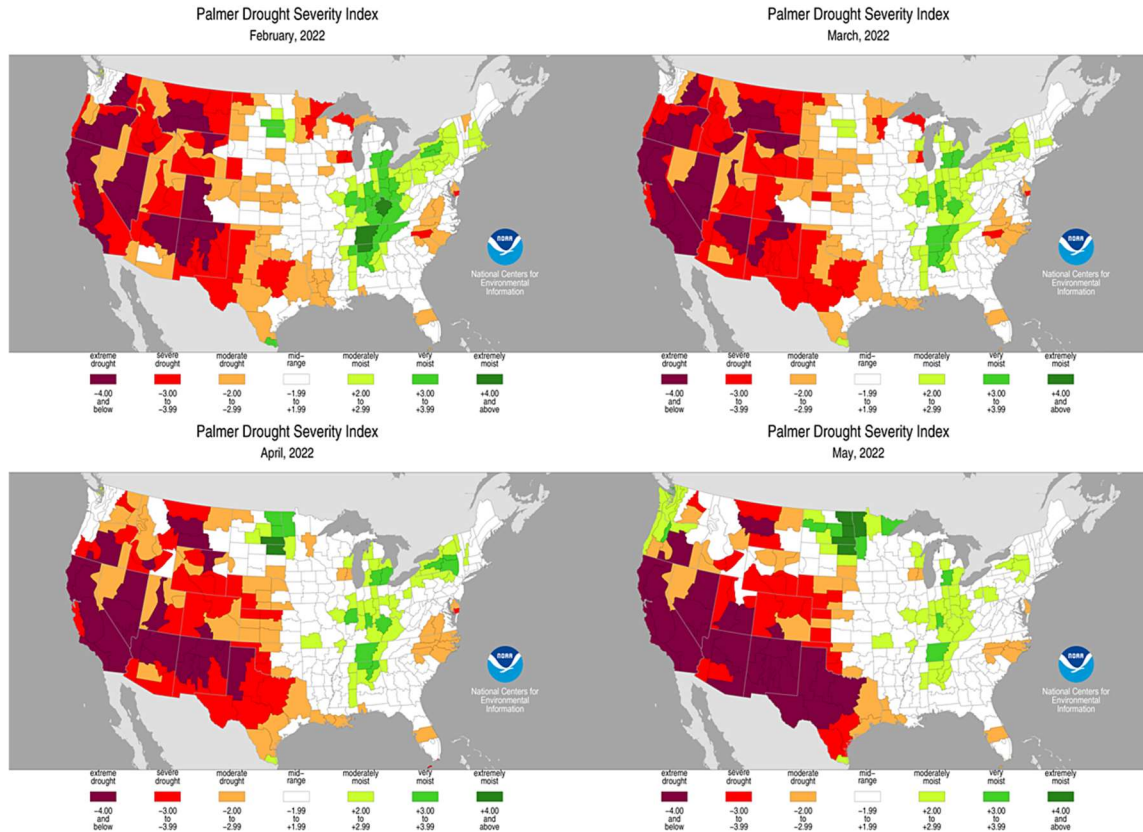 Palmer Drought Severity Index
February, 2022
NOAA
National Centers for
Environmental
Information
extreme drought
severe drought
moderate drought
mid-range
moderately moist
very moist
extremely moist
−4.00 and below
−3.00 to −3.99
−2.00 to −2.99
−1.99 to +1.99
+2.00 to +2.99
+3.00 to +3.99
+4.00 and above
Palmer Drought Severity Index
March, 2022
NOAA
National Centers for
Environmental
Information
extreme drought
severe drought
moderate drought
mid-range
moderately moist
very moist
extremely moist
−4.00 and below
−3.00 to −3.99
−2.00 to −2.99
−1.99 to +1.99
+2.00 to +2.99
+3.00 to +3.99
+4.00 and above
Palmer Drought Severity Index
April, 2022
NOAA
National Centers for
Environmental
Information
extreme drought
severe drought
moderate drought
mid-range
moderately moist
very moist
extremely moist
−4.00 and below
−3.00 to −3.99
−2.00 to −2.99
−1.99 to +1.99
+2.00 to +2.99
+3.00 to +3.99
+4.00 and above
Palmer Drought Severity Index
May, 2022
NOAA
National Centers for
Environmental
Information
extreme drought
severe drought
moderate drought
mid-range
moderately moist
very moist
extremely moist
−4.00 and below
−3.00 to −3.99
−2.00 to −2.99
−1.99 to +1.99
+2.00 to +2.99
+3.00 to +3.99
+4.00 and above